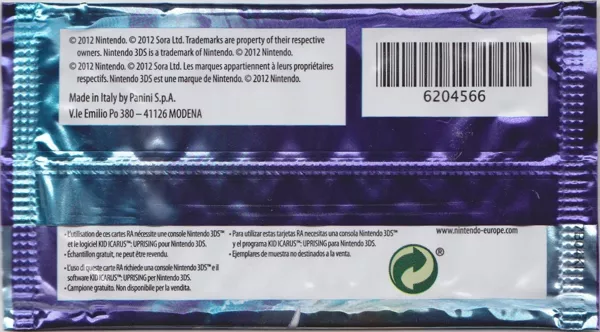 © 2012 Nintendo. © 2012 Sora Ltd. Trademarks are property of their respective
owners. Nintendo 3DS is a trademark of Nintendo. © 2012 Nintendo.
© 2012 Nintendo. © 2012 Sora Ltd. Les marques appartiennent à leurs propriétaires
respectifs. Nintendo 3DS est une marque de Nintendo. © 2012 Nintendo.
Made in Italy by Panini S.p.A.
V.le Emilio Po 380 – 41126 MODENA
6204566
• L'utilisation de ces cartes RA nécessite une console Nintendo 3DS™
et le logiciel KID ICARUS™: UPRISING pour Nintendo 3DS.
• Échantillon gratuit, ne peut être revendu.
• L'uso di queste carte RA richiede una console Nintendo 3DS™ e il
software KID ICARUS™: UPRISING per Nintendo 3DS.
• Campione gratuito. Non disponibile per la vendita.
• Para utilizar estas tarjetas RA necesitas una consola Nintendo 3DS™
y el programa KID ICARUS™: UPRISING para Nintendo 3DS.
• Ejemplares de muestra no destinados a la venta.
www.nintendo-europe.com
®